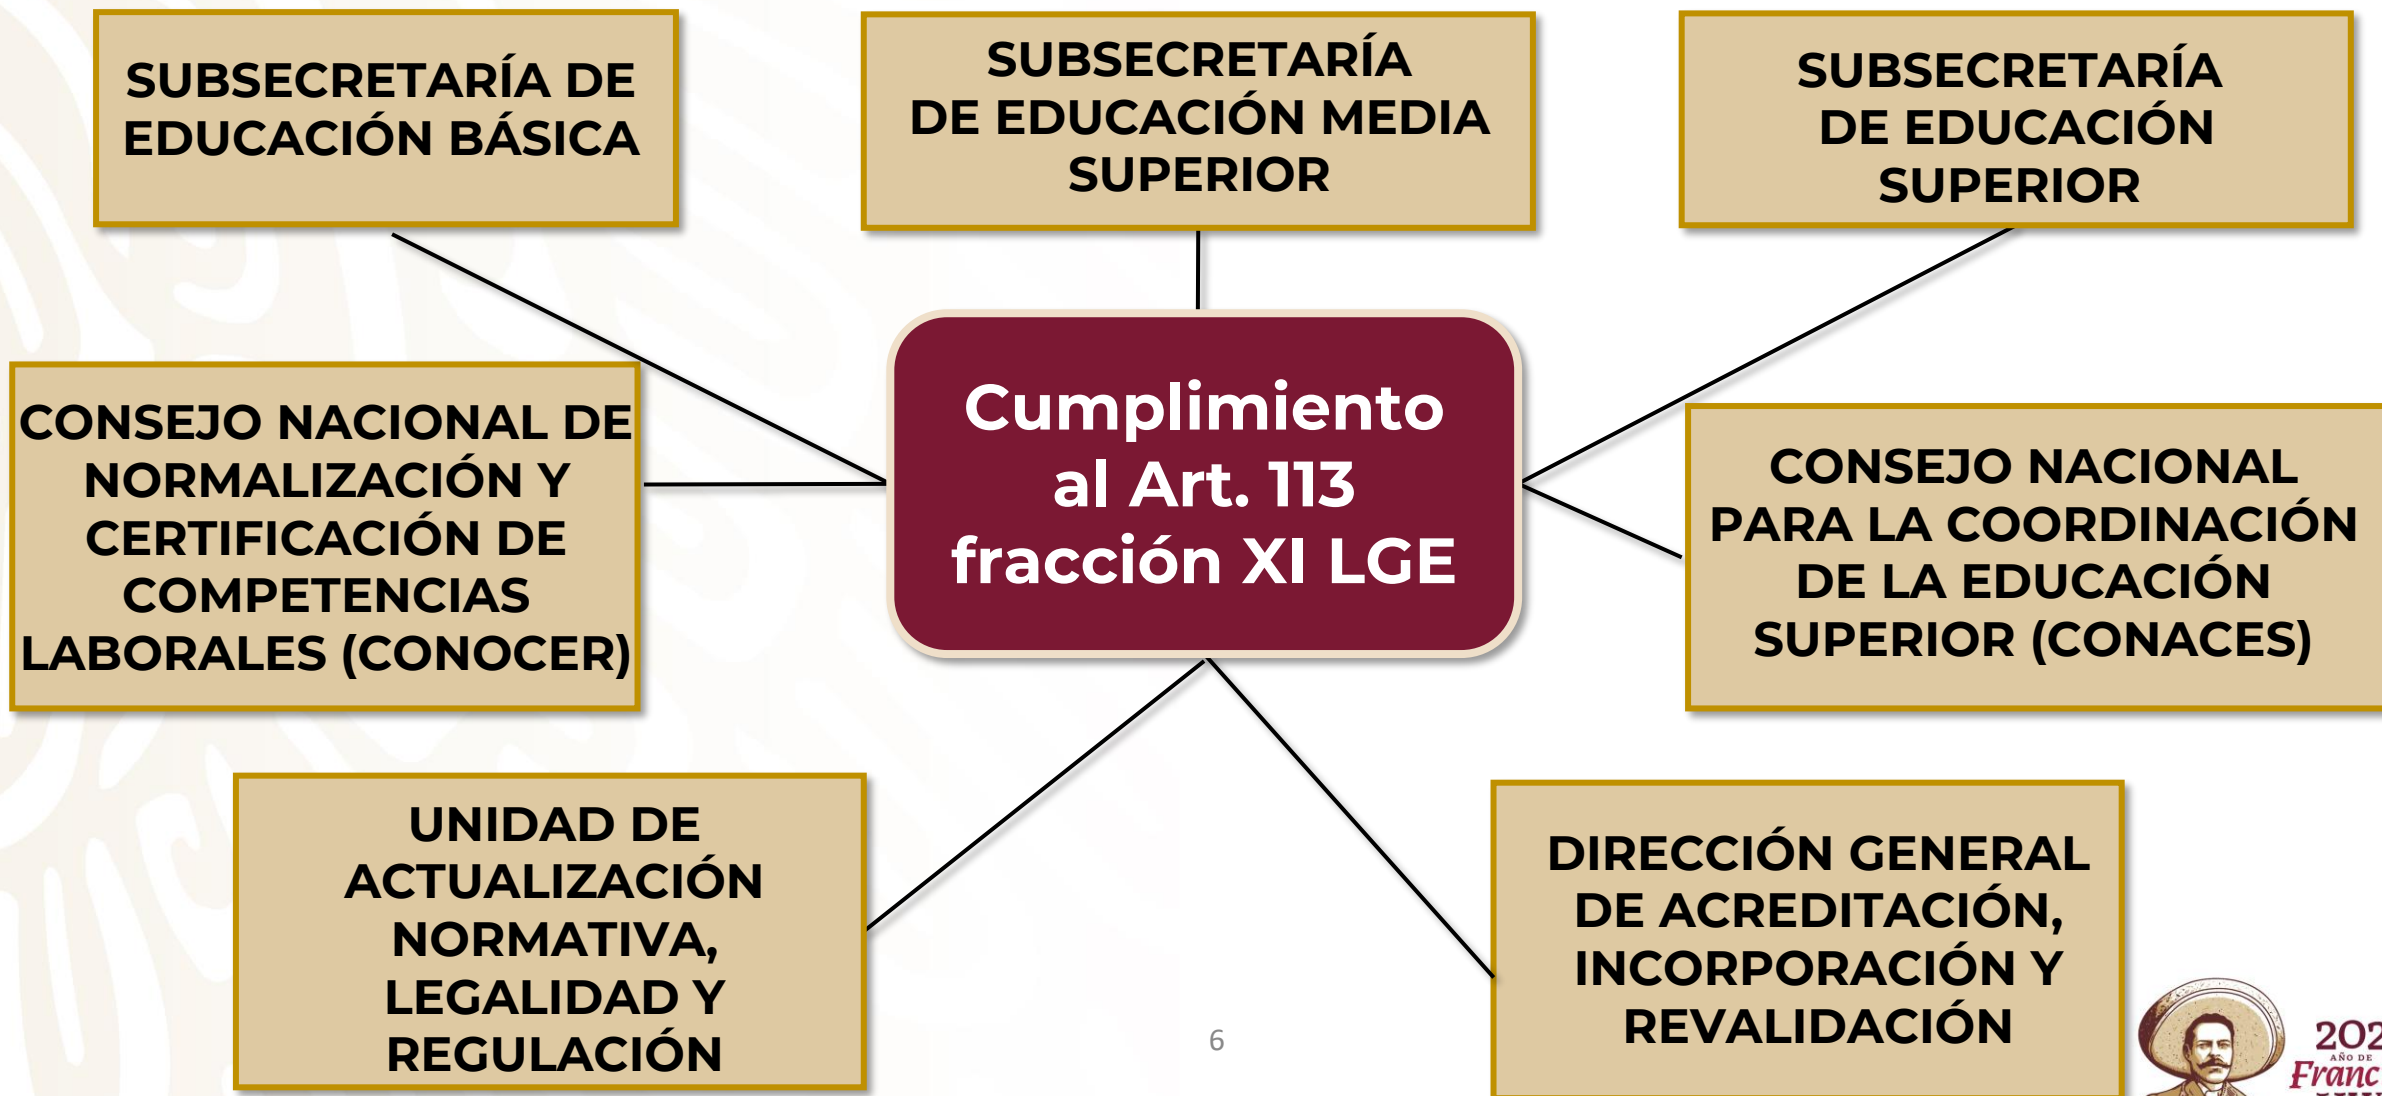 SUBSECRETARÍA DE
EDUCACIÓN BÁSICA
SUBSECRETARÍA
DE EDUCACIÓN MEDIA
SUPERIOR
SUBSECRETARÍA
DE EDUCACIÓN
SUPERIOR
CONSEJO NACIONAL DE
NORMALIZACIÓN Y
CERTIFICACIÓN DE
COMPETENCIAS
LABORALES (CONOCER)
Cumplimiento
al Art. 113
fracción XI LGE
CONSEJO NACIONAL
PARA LA COORDINACIÓN
DE LA EDUCACIÓN
SUPERIOR (CONACES)
UNIDAD DE
ACTUALIZACIÓN
NORMATIVA,
LEGALIDAD Y
REGULACIÓN
DIRECCIÓN GENERAL
DE ACREDITACIÓN,
INCORPORACIÓN Y
REVALIDACIÓN
6
202
AÑO DE
Franc